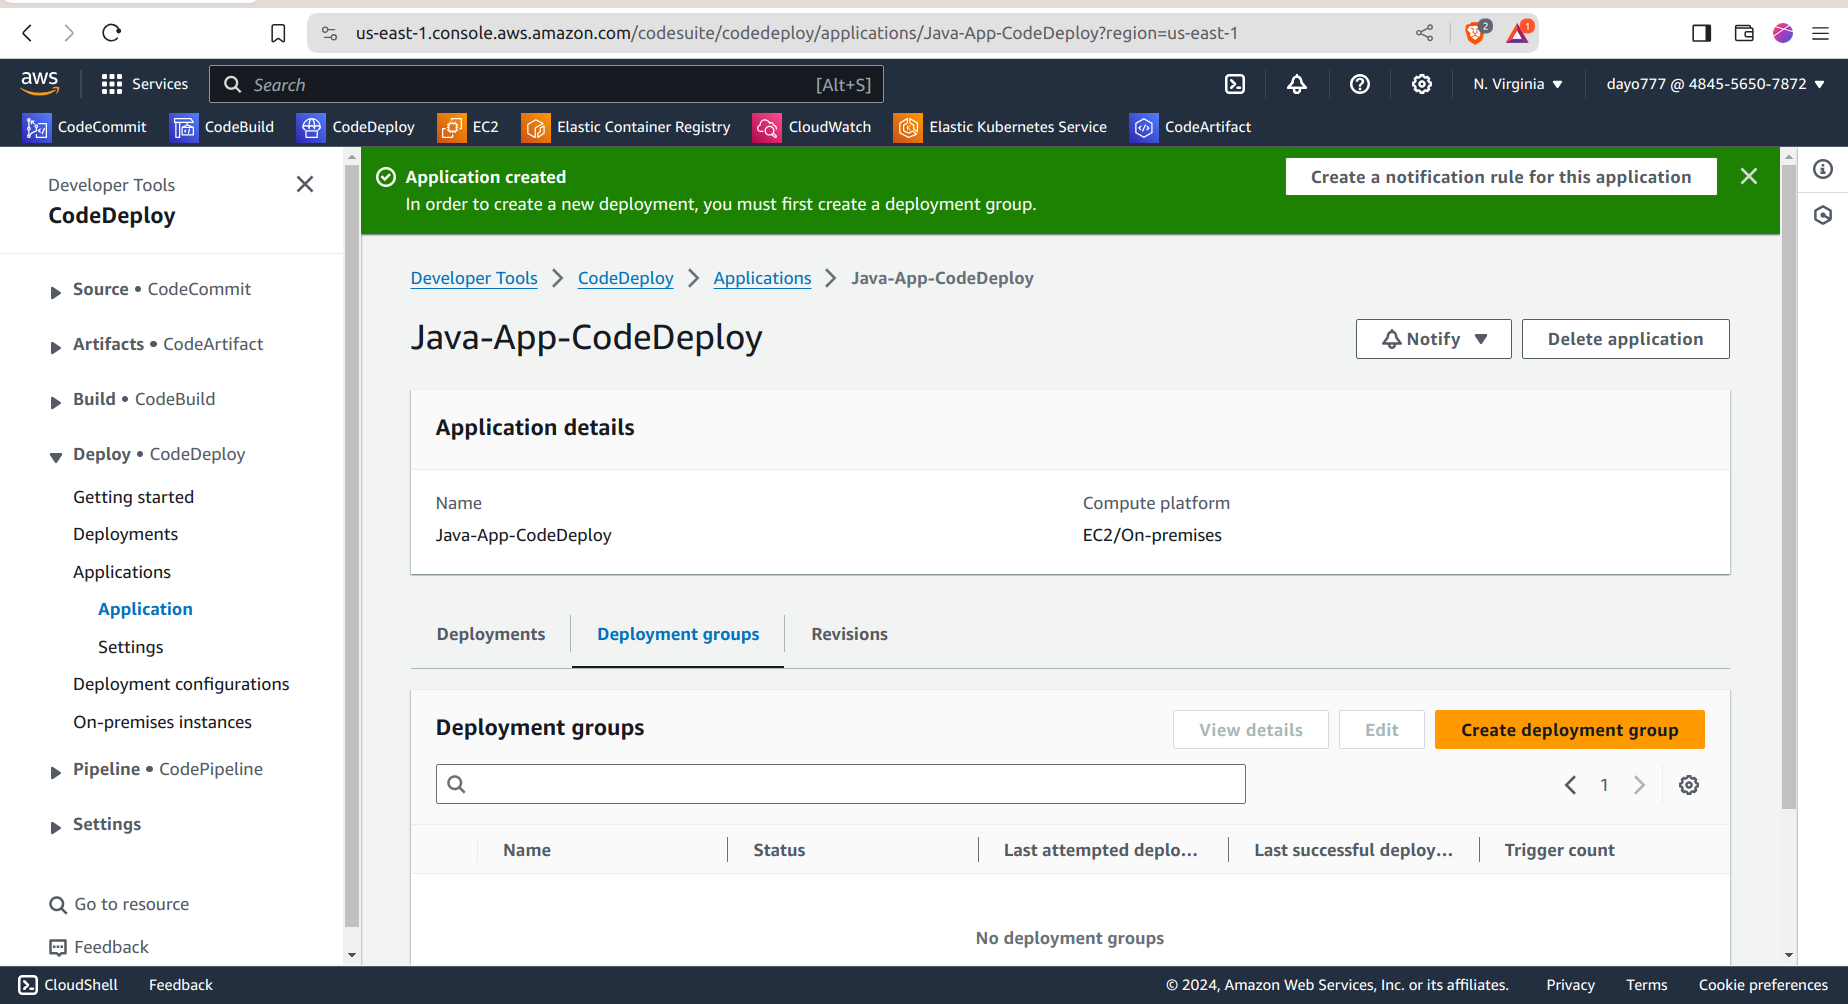 us-east-1.console.aws.amazon.com/codesuite/codedeploy/applications/Java-App-CodeDeploy?region=us-east-1
2
1
aws
Services
Search
[Alt+S]
N. Virginia
dayo777 @ 4845-5650-7872
CodeCommit
CodeBuild
CodeDeploy
EC2
Elastic Container Registry
CloudWatch
Elastic Kubernetes Service
CodeArtifact
Developer Tools
CodeDeploy
Source • CodeCommit
Artifacts • CodeArtifact
Build • CodeBuild
Deploy • CodeDeploy
Getting started
Deployments
Applications
Application
Settings
Deployment configurations
On-premises instances
Pipeline • CodePipeline
Settings
Go to resource
Feedback
Application created
In order to create a new deployment, you must first create a deployment group.
Create a notification rule for this application
Developer Tools
CodeDeploy
Applications
Java-App-CodeDeploy
Java-App-CodeDeploy
Notify
Delete application
Application details
Name
Java-App-CodeDeploy
Compute platform
EC2/On-premises
Deployments
Deployment groups
Revisions
Deployment groups
View details
Edit
Create deployment group
1
Name
Status
Last attempted deplo...
Last successful deploy...
Trigger count
No deployment groups
CloudShell
Feedback
© 2024, Amazon Web Services, Inc. or its affiliates.
Privacy
Terms
Cookie preferences